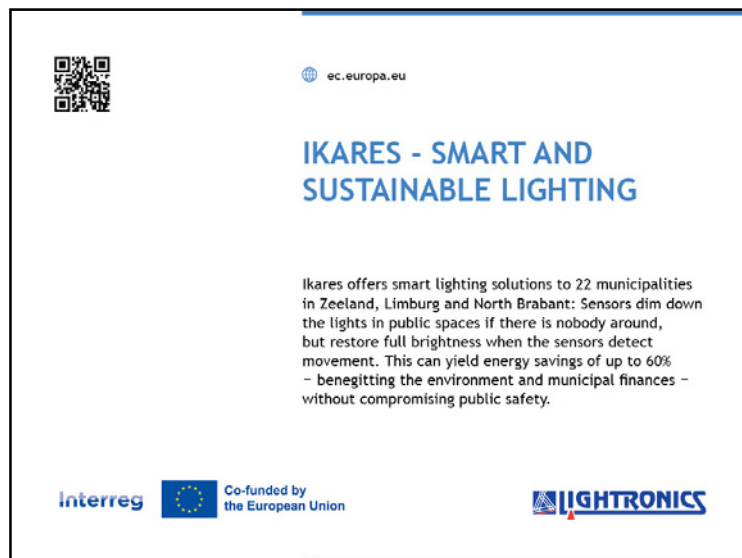 ec.europa.eu
IKARES - SMART AND
SUSTAINABLE LIGHTING
Ikares offers smart lighting solutions to 22 municipalities
in Zeeland, Limburg and North Brabant: Sensors dim down
the lights in public spaces if there is nobody around,
but restore full brightness when the sensors detect
movement. This can yield energy savings of up to 60%
– benegitting the environment and municipal finances –
without compromising public safety.
Interreg
Co-funded by
the European Union
LIGHTRONICS